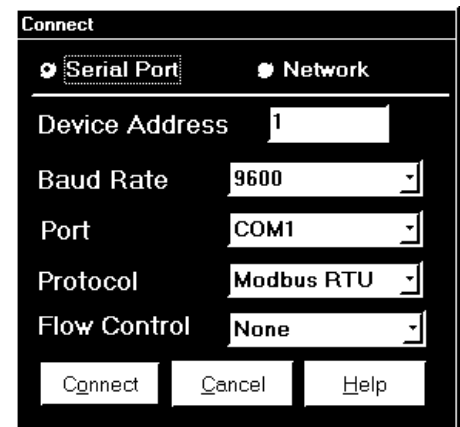 Connect
Serial Port Network
Device Address 1
Baud Rate 9600
Port COM1
Protocol Modbus RTU
Flow Control None
Connect Cancel Help